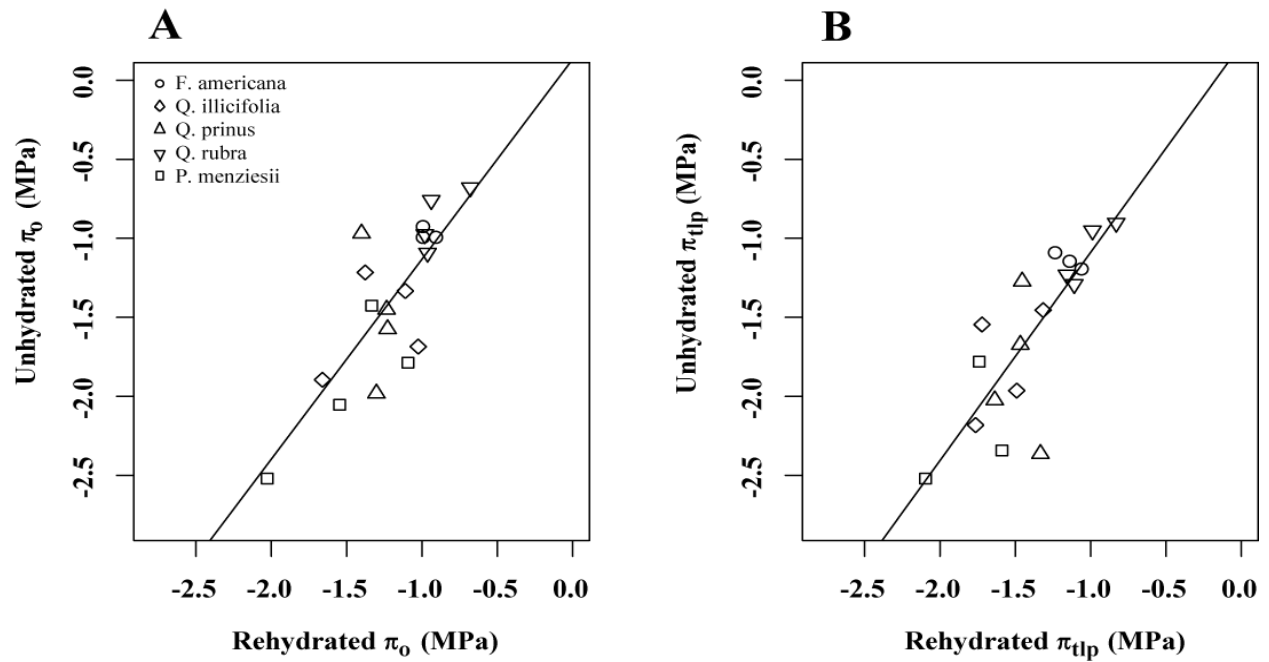 A
Unhydrated πo (MPa)
0.0
-0.5
-1.0
-1.5
-2.0
-2.5
F. americana
Q. illicifolia
Q. prinus
Q. rubra
P. menziesii
-2.5 -2.0 -1.5 -1.0 -0.5 0.0
Rehydrated πo (MPa)
B
Unhydrated πtlp (MPa)
0.0
-0.5
-1.0
-1.5
-2.0
-2.5
-2.5 -2.0 -1.5 -1.0 -0.5 0.0
Rehydrated πtlp (MPa)